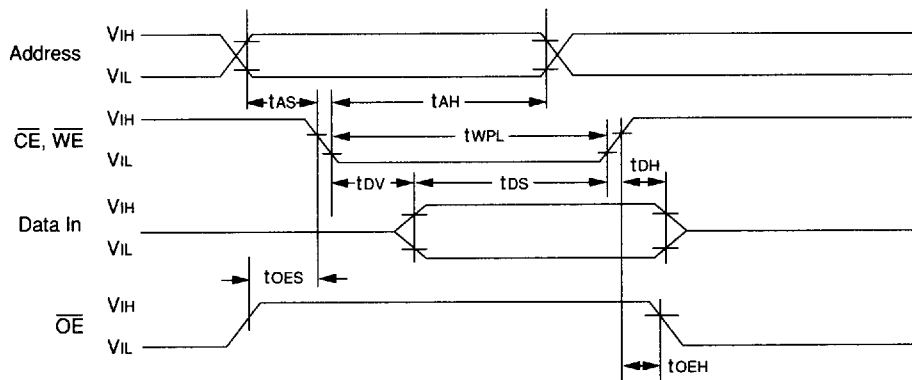 VIH
Address
VIL
tAS
tAH
VIH
CE, WE
tWPL
VIL
tDH
tDV
tDS
VIH
Data In
VIL
tOES
VIH
OE
VIL
tOEH